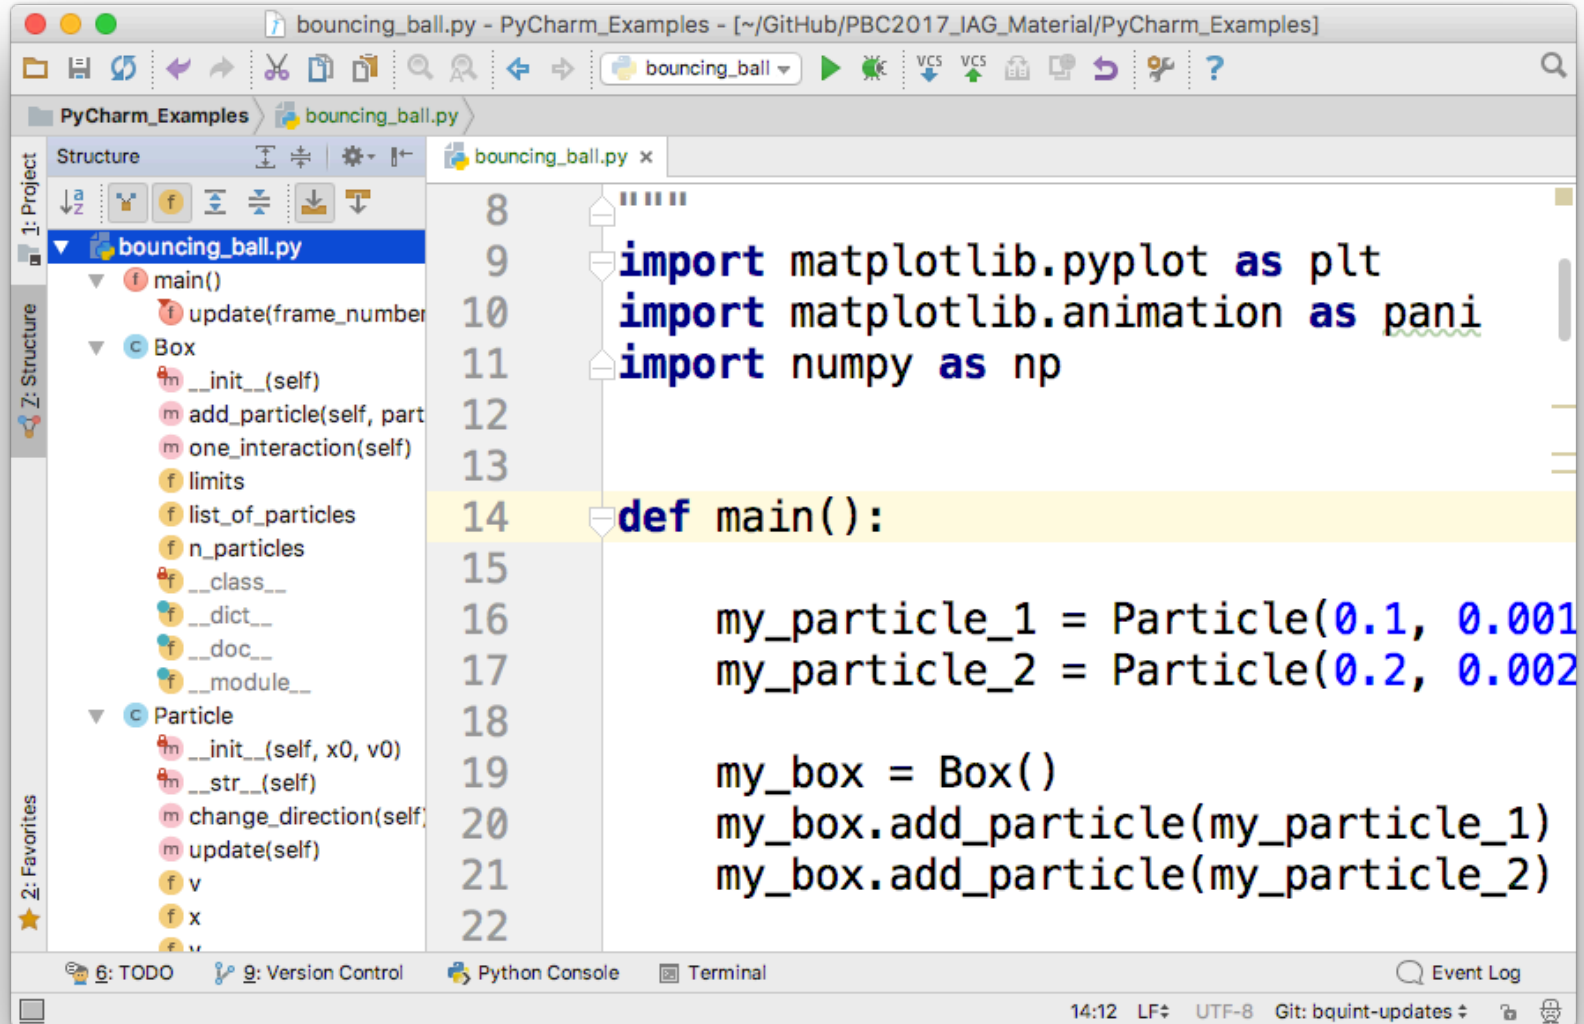 bouncing_ball.py - PyCharm_Examples - [~/GitHub/PBC2017_IAG_Material/PyCharm_Examples]
bouncing_ball
VCS VCS
?
PyCharm_Examples bouncing_ball.py
1: Project
Z: Structure
2: Favorites
Structure
bouncing_ball.py
main()
update(frame_number
Box
__init__(self)
add_particle(self, part
one_interaction(self)
limits
list_of_particles
n_particles
__class__
__dict__
__doc__
__module__
Particle
__init__(self, x0, v0)
__str__(self)
change_direction(self)
update(self)
v
x
bouncing_ball.py
8 """
9 import matplotlib.pyplot as plt
10 import matplotlib.animation as pani
11 import numpy as np
12
13
14 def main():
15
16 my_particle_1 = Particle(0.1, 0.001
17 my_particle_2 = Particle(0.2, 0.002
18
19 my_box = Box()
20 my_box.add_particle(my_particle_1)
21 my_box.add_particle(my_particle_2)
22
6: TODO 9: Version Control Python Console Terminal Event Log
14:12 LF UTF-8 Git: bquint-updates